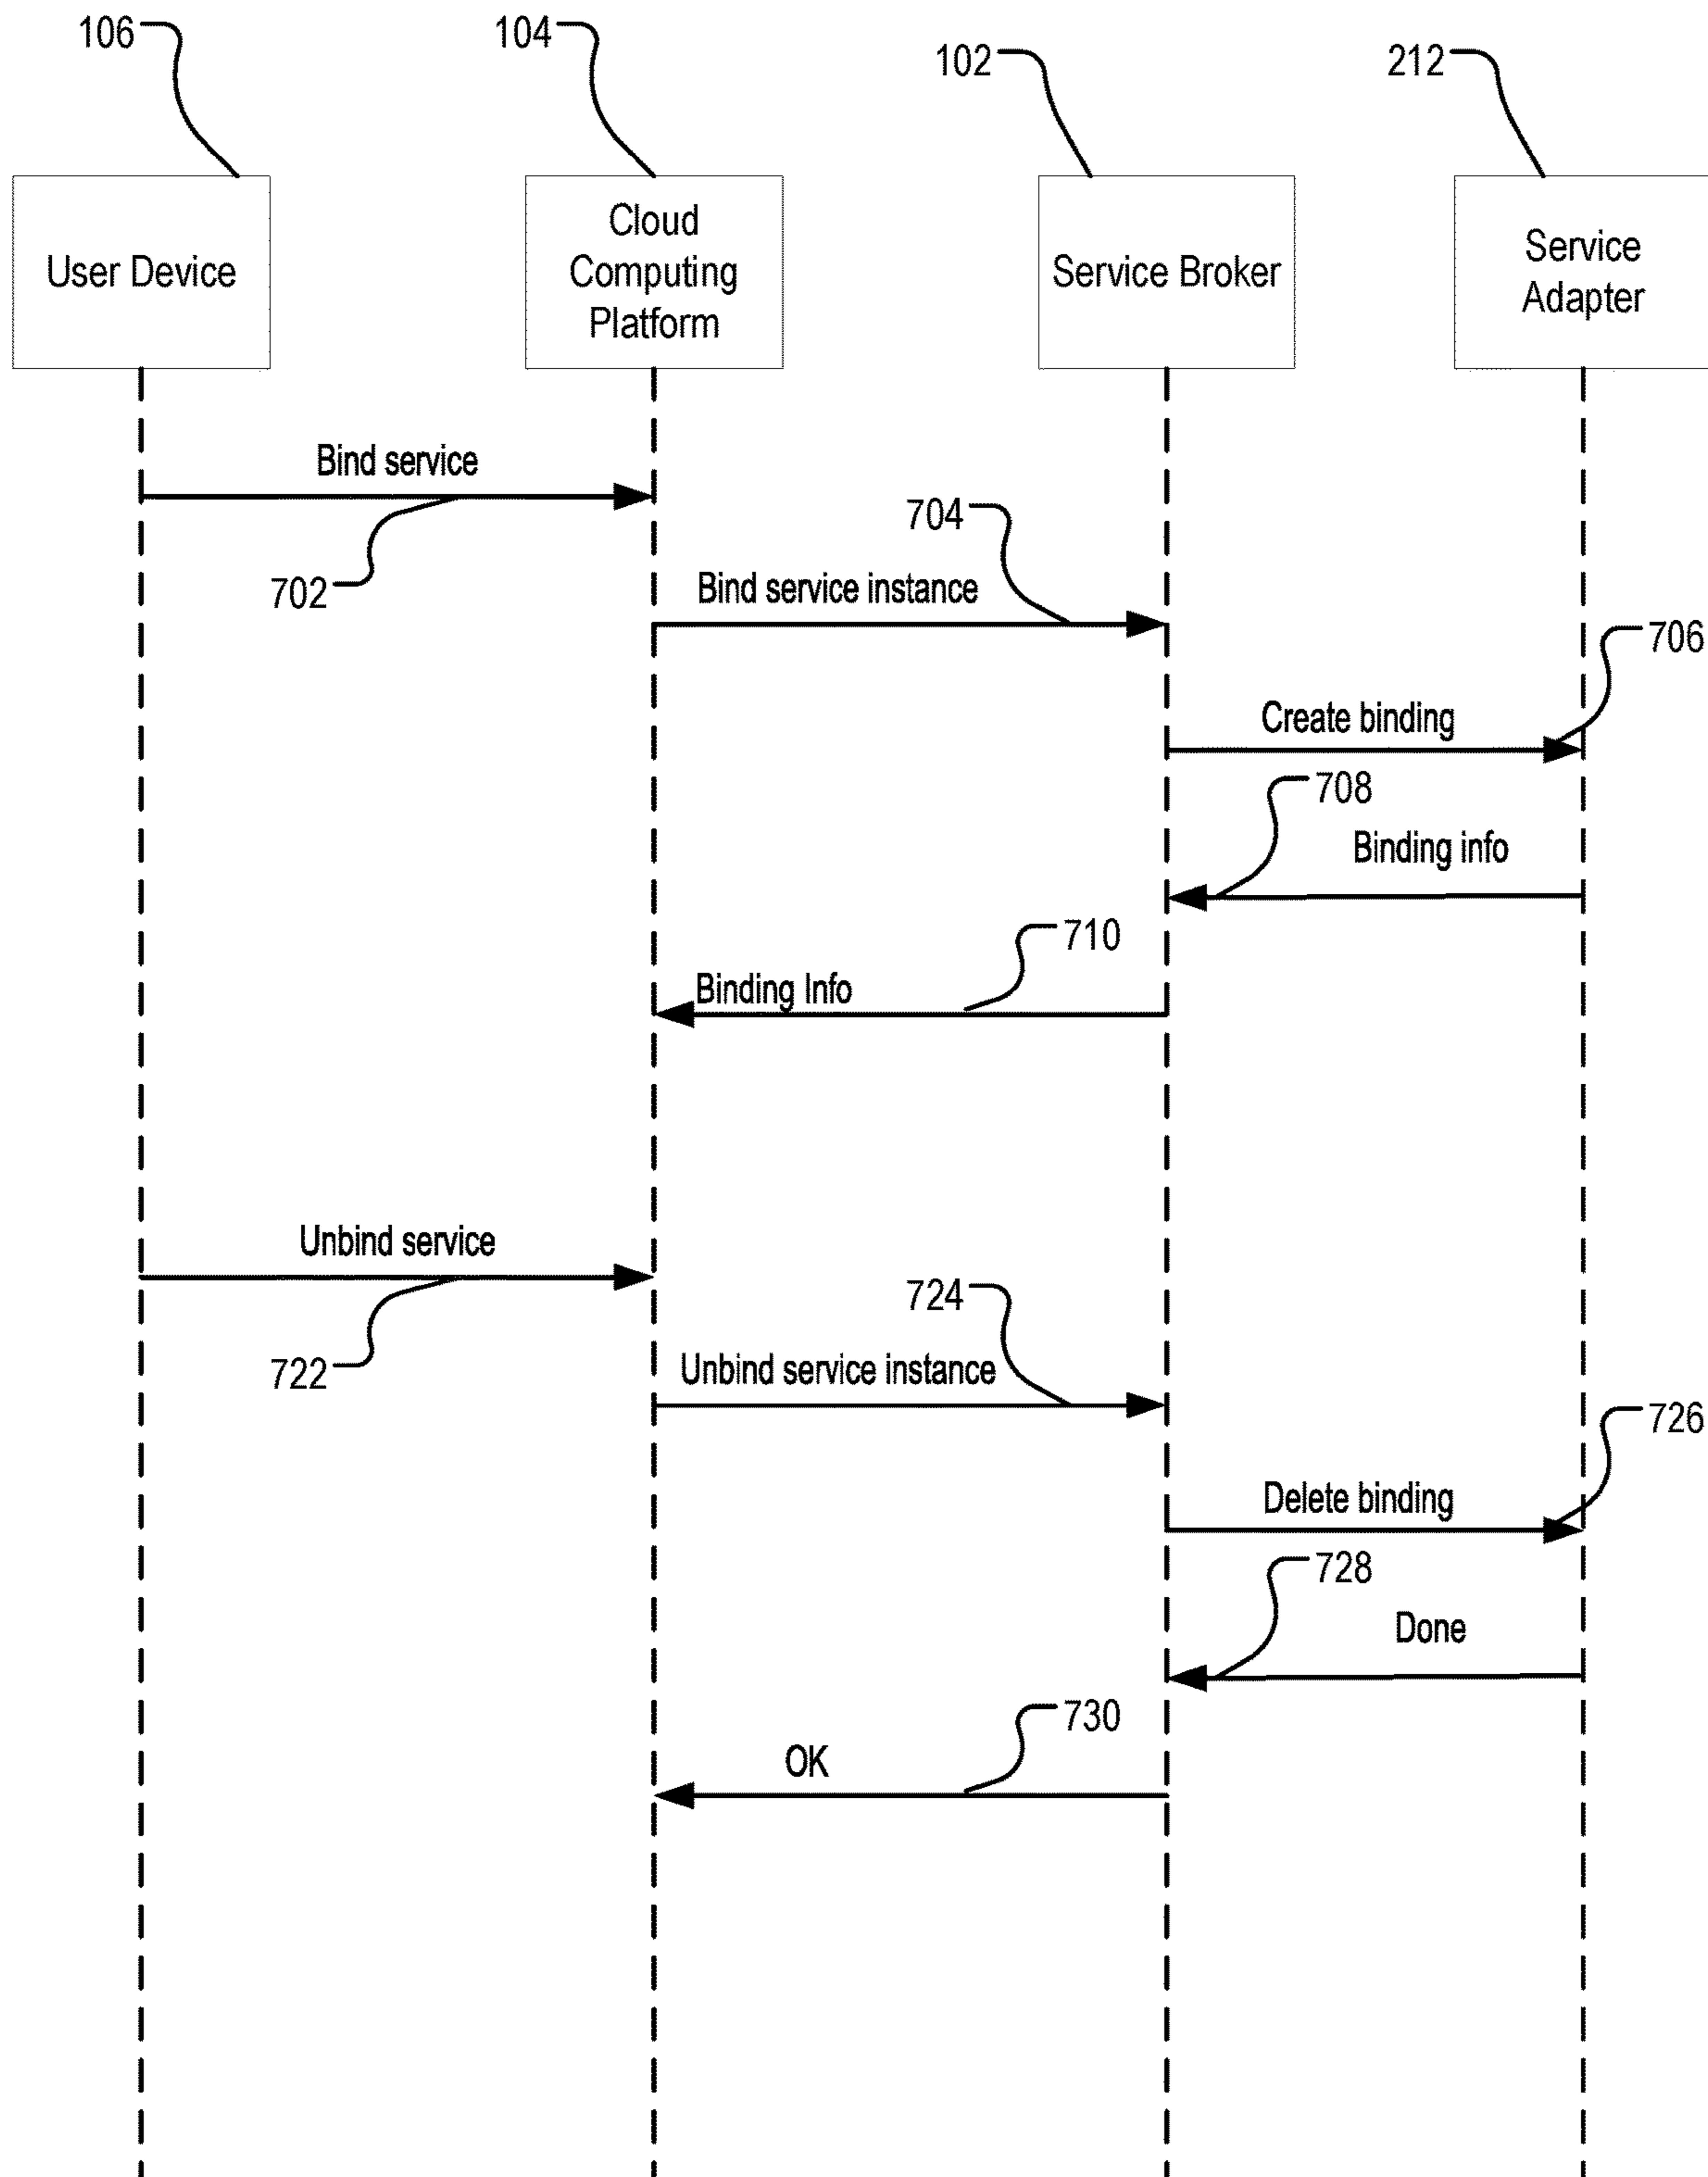 106
104
102
212
User Device
Cloud
Computing
Platform
Service Broker
Service
Adapter
Bind service
702
704
Bind service instance
706
Create binding
708
Binding info
710
Binding Info
Unbind service
722
724
Unbind service instance
726
Delete binding
728
Done
730
OK